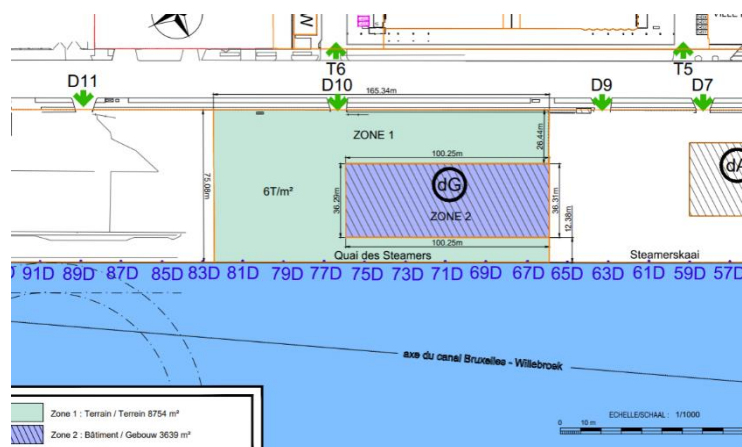 N
VILLE
T6
T5
D11
D10
D9
D7
165.34m
ZONE 1
26.44m
100.25m
75.08m
6T/m²
dG
36.29m
36.31m
ZONE 2
12.38m
100.25m
Quai des Steamers
Steamerskaai
91D 89D 87D 85D 83D 81D 79D 77D 75D 73D 71D 69D 67D 65D 63D 61D 59D 57D
axe du canal Bruxelles - Willebroek
Zone 1 : Terrain / Terrein 8754 m²
Zone 2 : Bâtiment / Gebouw 3639 m²
ECHELLE/SCHAAL : 1/1000
0 10 m